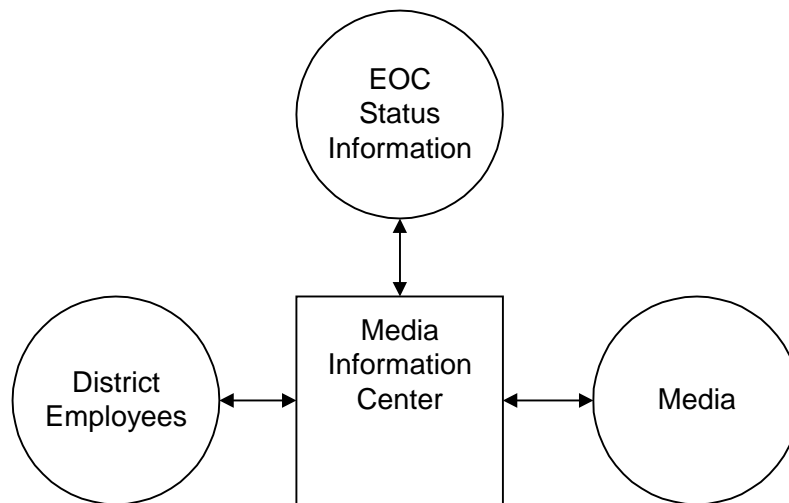 EOC
Status
Information
Media
Information
Center
District
Employees
Media